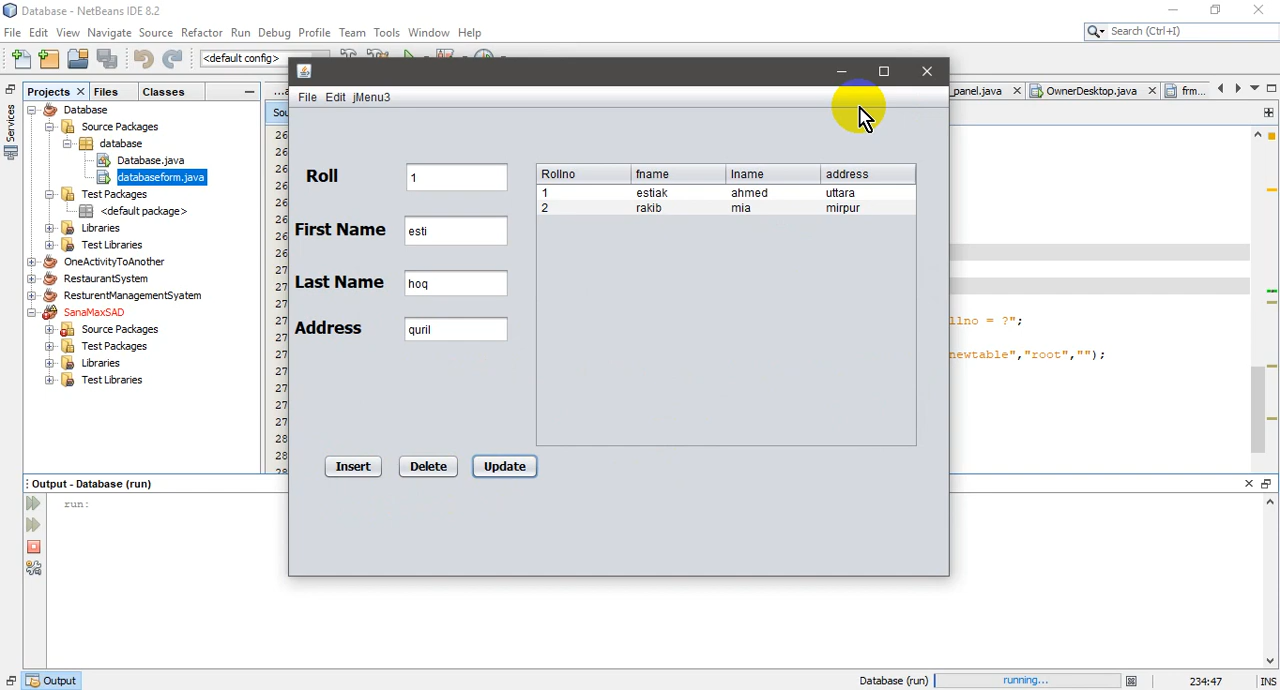 Database - NetBeans IDE 8.2
File Edit View Navigate Source Refactor Run Debug Profile Team Tools Window Help
Search (Ctrl+I)
<default config>
Projects Files Classes
_panel.java OwnerDesktop.java frm...
Services
Database
Source Packages
database
Database.java
databaseform.java
Test Packages
<default package>
Libraries
Test Libraries
OneActivityToAnother
RestaurantSystem
ResturentManagementSyatem
SanaMaxSAD
Source Packages
Test Packages
Libraries
Test Libraries
File Edit jMenu3
Roll 1
First Name esti
Last Name hoq
Address quril
Rollno fname lname address
1 estiak ahmed uttara
2 rakib mia mirpur
Insert Delete Update
llno = ?";
newtable","root","");
Output - Database (run)
run:
Output
Database (run) running... 234:47 INS